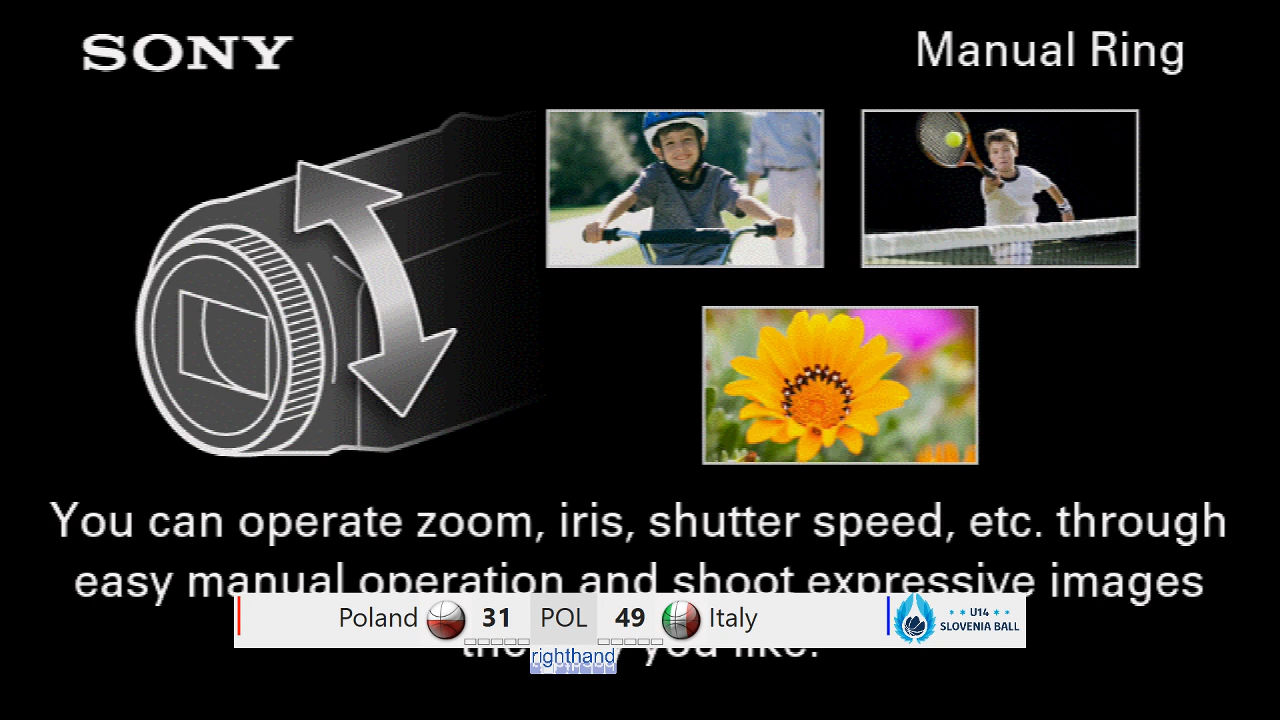 SONY
Manual Ring
You can operate zoom, iris, shutter speed, etc. through
easy manual operation and shoot expressive images
you like.
Poland 31 POL 49 Italy
U14
SLOVENIA BALL
righthand